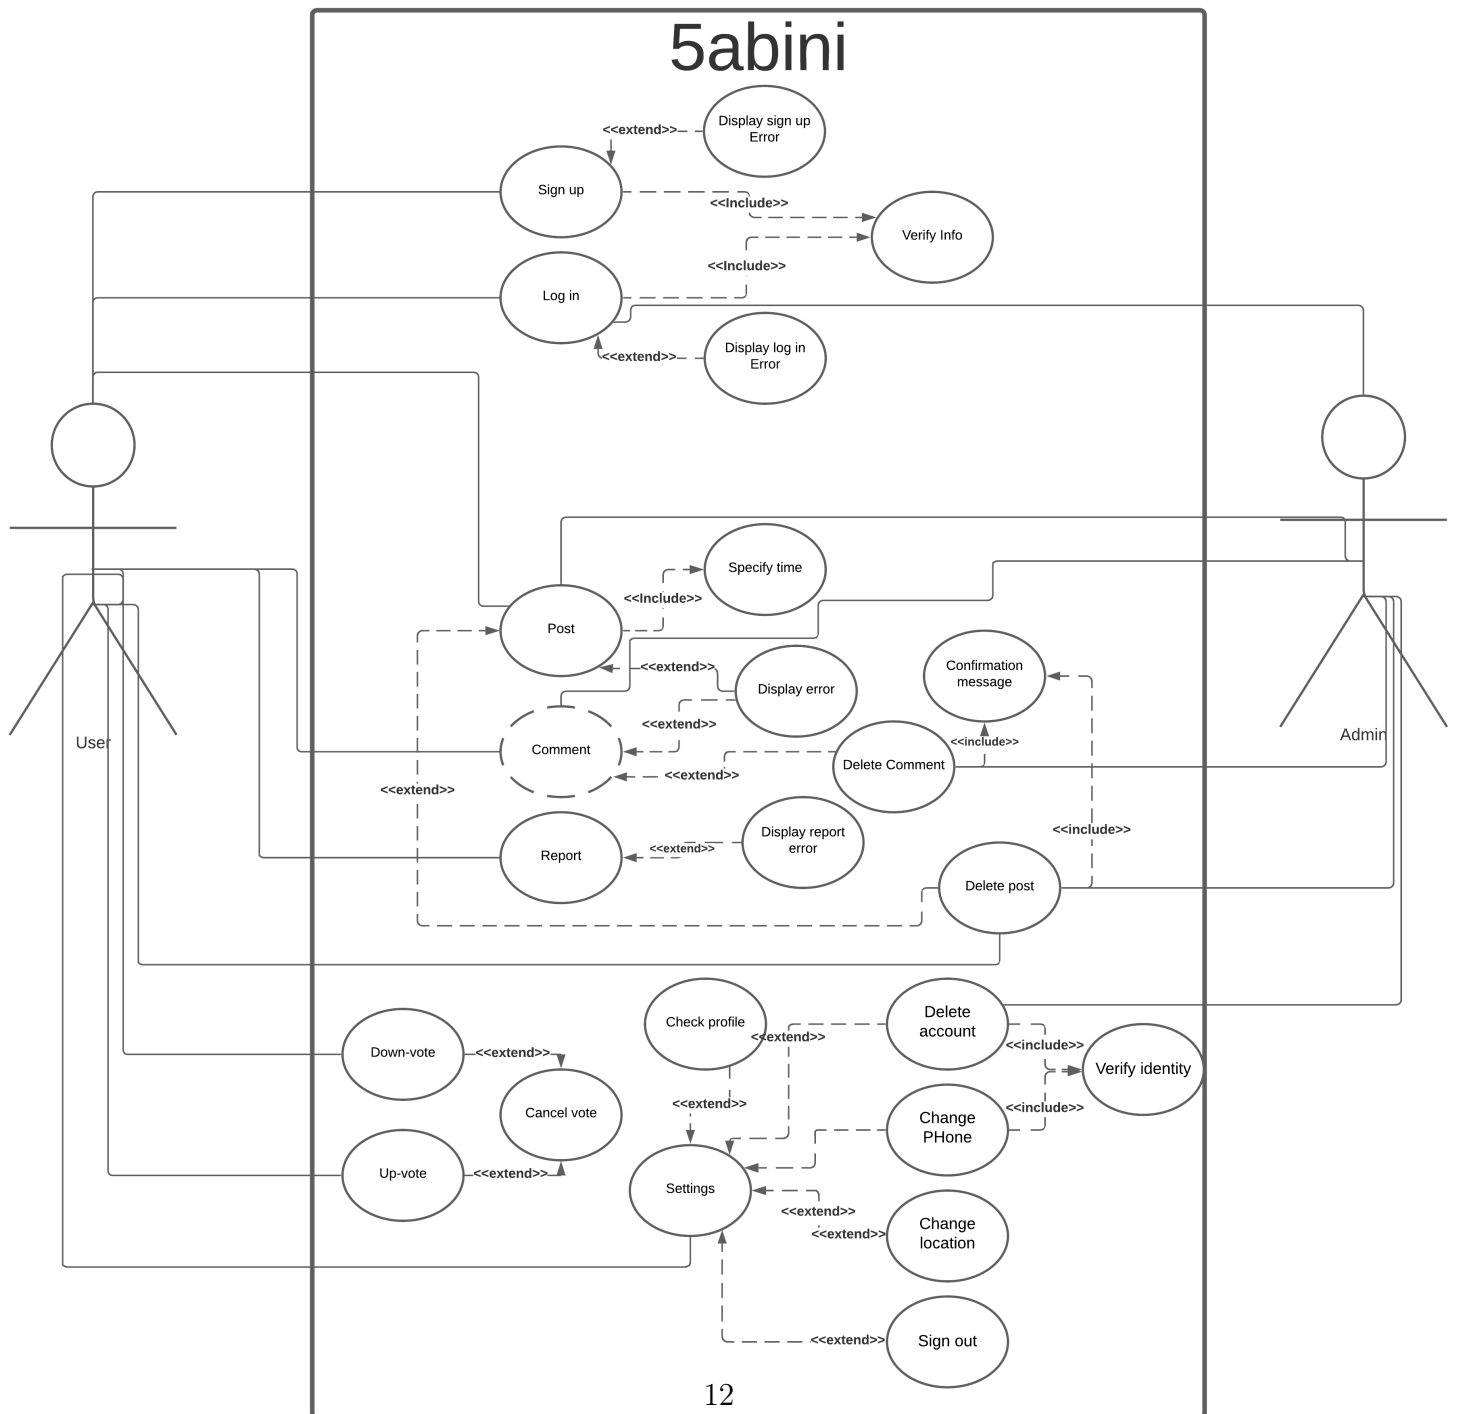 5abini
Display sign up
Error
<<extend>>
Sign up
<<Include>>
Verify Info
<<Include>>
Log in
Display log in
Error
<<extend>>
Specify time
<<Include>>
Post
<<extend>>
Confirmation
message
Display error
<<extend>>
User
Admin
<<include>>
Comment
Delete Comment
<<extend>>
<<extend>>
<<include>>
Display report
error
<<extend>>
Report
Delete post
Check profile
Delete
account
<<extend>>
<<include>>
Down-vote
<<extend>>
Verify identity
<<extend>>
<<include>>
Cancel vote
Change
PHone
Up-vote
<<extend>>
Settings
<<extend>>
<<extend>>
Change
location
<<extend>>
Sign out
12